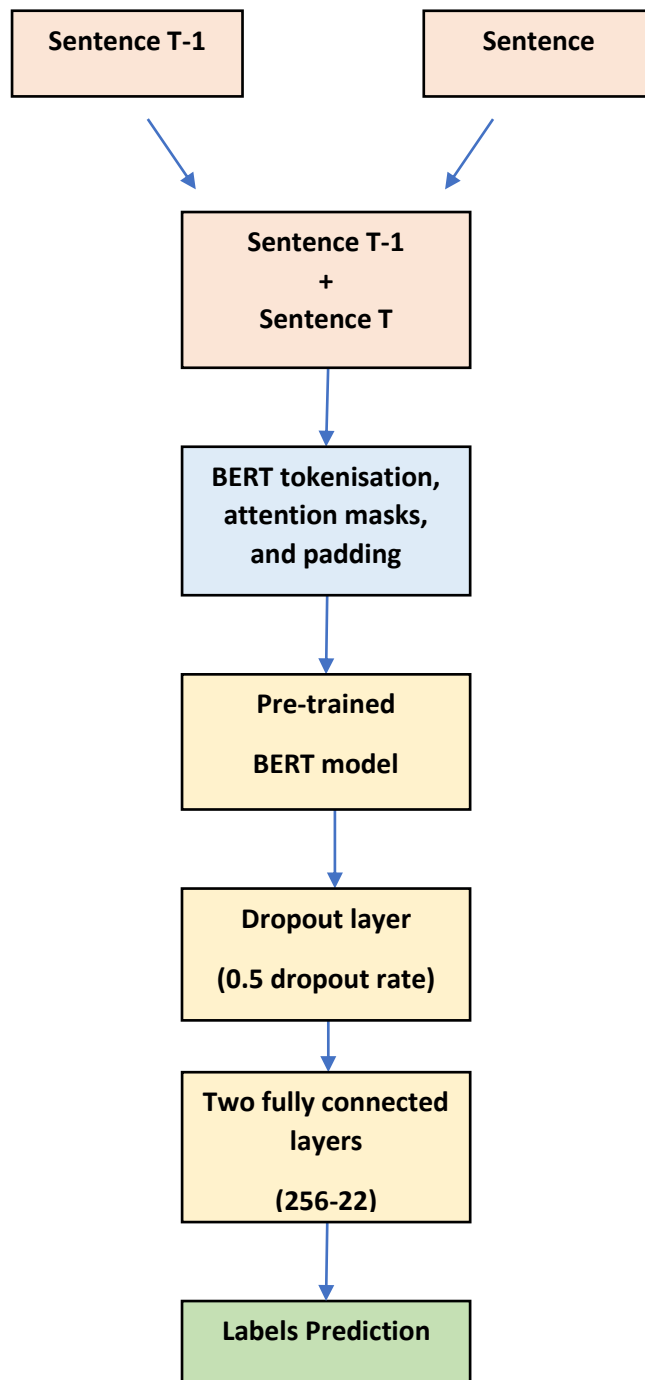 Sentence T-1
Sentence
Sentence T-1
+
Sentence T
BERT tokenisation,
attention masks,
and padding
Pre-trained
BERT model
Dropout layer
(0.5 dropout rate)
Two fully connected
layers
(256-22)
Labels Prediction